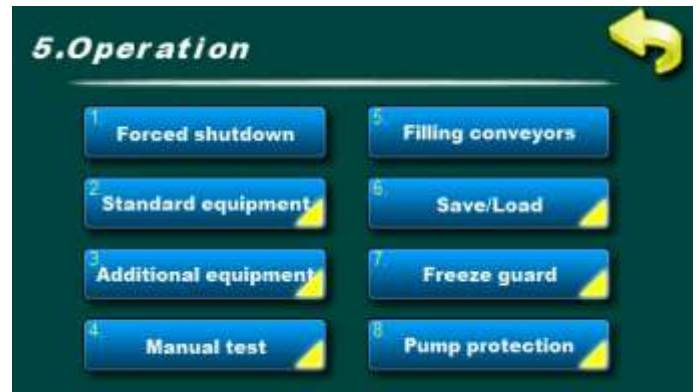 5.Operation
1
Forced shutdown
2
Standard equipment
3
Additional equipment
4
Manual test
5
Filling conveyors
6
Save/Load
7
Freeze guard
8
Pump protection